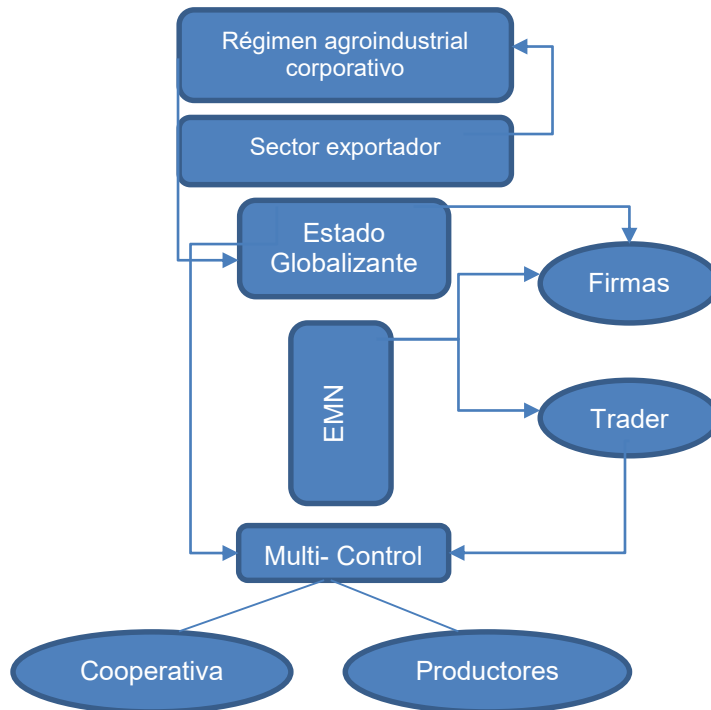 Régimen agroindustrial
corporativo
Sector exportador
Estado
Globalizante
Firmas
EMN
Trader
Multi- Control
Cooperativa
Productores